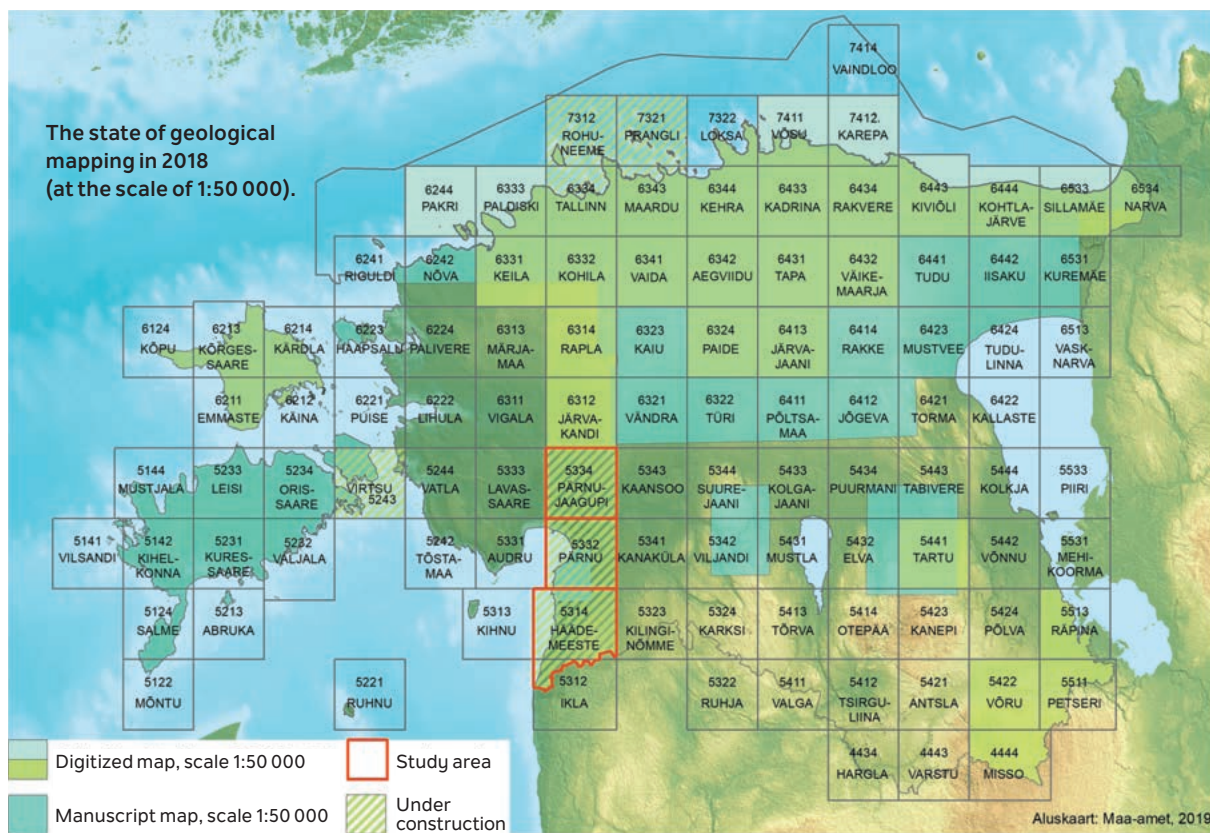 The state of geological
mapping in 2018
(at the scale of 1:50 000).
7414
VAINDLOO
7312
ROHU-
NEEME
7321
PRANGLI
7322
LOKSA
7411
VÕSU
7412.
KAREPA
6244
PAKRI
6333
PALDISKI
6334
TALLINN
6343
MAARDU
6344
KEHRA
6433
KADRINA
6434
RAKVERE
6443
KIVIÕLI
6444
KOHTLA-
JÄRVE
6533
SILLAMÄE
6534
NARVA
6241
RIGULDI
6242
NÕVA
6331
KEILA
6332
KOHILA
6341
VAIDA
6342
AEGVIIDU
6431
TAPA
6432
VÄIKE-
MAARJA
6441
TUDU
6442
IISAKU
6531
KUREMÄE
6124
KÕPU
6213
KÕRGES-
SAARE
6214
KÄRDLA
6223
HAAPSALU
6224
PALIVERE
6313
MÄRJA-
MAA
6314
RAPLA
6323
KAIU
6324
PAIDE
6413
JÄRVA-
JAANI
6414
RAKKE
6423
MUSTVEE
6424
TUDU-
LINNA
6513
VASK-
NARVA
6211
EMMASTE
6212
KÄINA
6221
PUISE
6222
LIHULA
6311
VIGALA
6312
JÄRVA-
KANDI
6321
VÄNDRA
6322
TÜRI
6411
PÕLTSA-
MAA
6412
JÕGEVA
6421
TORMA
6422
KALLASTE
5144
MUSTJALA
5233
LEISI
5234
ORIS-
SAARE
VIRTSU
5243
5244
VATLA
5333
LAVAS-
SAARE
5334
PÄRNU-
JAAGUPI
5343
KAANSOO
5344
SUURE-
JAANI
5433
KOLGA-
JAANI
5434
PUURMANI
5443
TABIVERE
5444
KOLKJA
5533
PIIRI
5141
VILSANDI
5142
KIHEL-
KONNA
5231
KURES-
SAARE
5232
VALJALA
5242
TÕSTA-
MAA
5331
AUDRU
5332
PÄRNU
5341
KANAKÜLA
5342
VILJANDI
5431
MUSTLA
5432
ELVA
5441
TARTU
5442
VÕNNU
5531
MEHI-
KOORMA
5124
SALME
5213
ABRUKA
5313
KIHNU
5314
HÄÄDE-
MEESTE
5323
KILINGI-
NÕMME
5324
KARKSI
5413
TÕRVA
5414
OTEPÄÄ
5423
KANEPI
5424
PÕLVA
5513
RÄPINA
5122
MÕNTU
5221
RUHNU
5312
IKLA
5322
RUHJA
5411
VALGA
5412
TSIRGU-
LIINA
5421
ANTSLA
5422
VÕRU
5511
PETSERI
4434
HARGLA
4443
VARSTU
4444
MISSO
Digitized map, scale 1:50 000
Study area
Manuscript map, scale 1:50 000
Under
construction
Aluskaart: Maa-amet, 2019